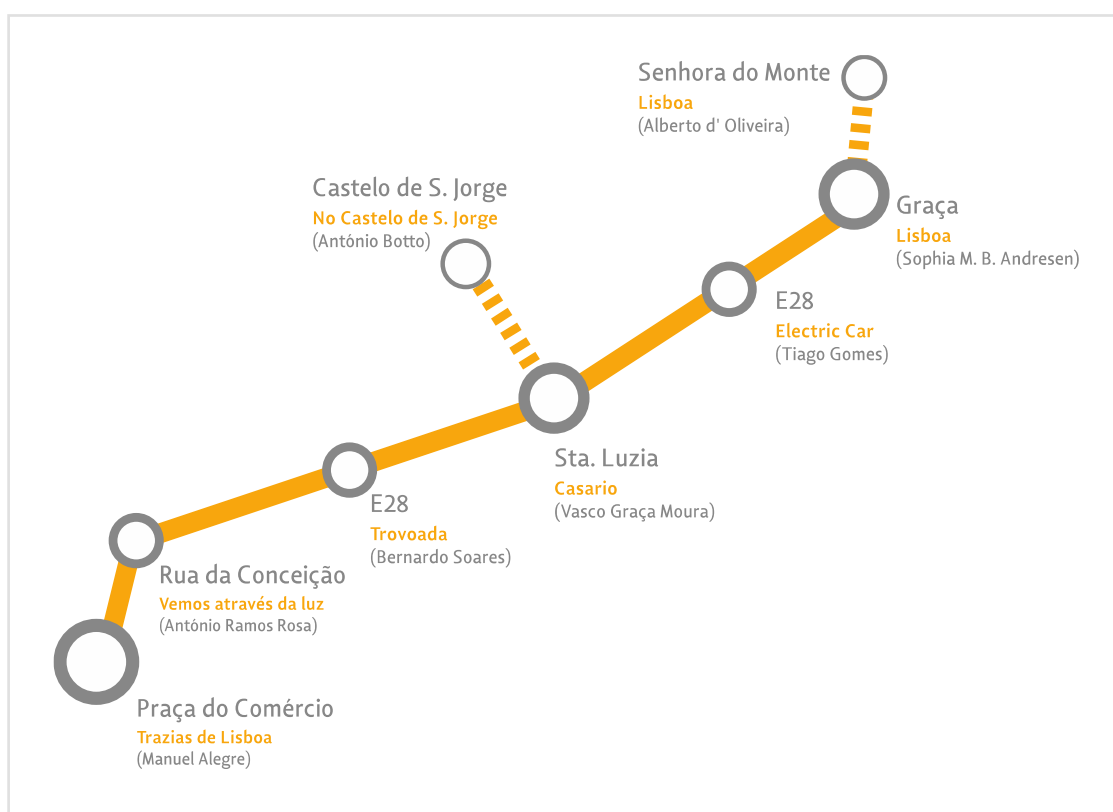 Senhora do Monte
Lisboa
(Alberto d' Oliveira)
Castelo de S. Jorge
No Castelo de S. Jorge
(António Botto)
Graça
Lisboa
(Sophia M. B. Andresen)
E28
Electric Car
(Tiago Gomes)
Sta. Luzia
Casario
(Vasco Graça Moura)
E28
Trovoada
(Bernardo Soares)
Rua da Conceição
Vemos através da luz
(António Ramos Rosa)
Praça do Comércio
Trazias de Lisboa
(Manuel Alegre)